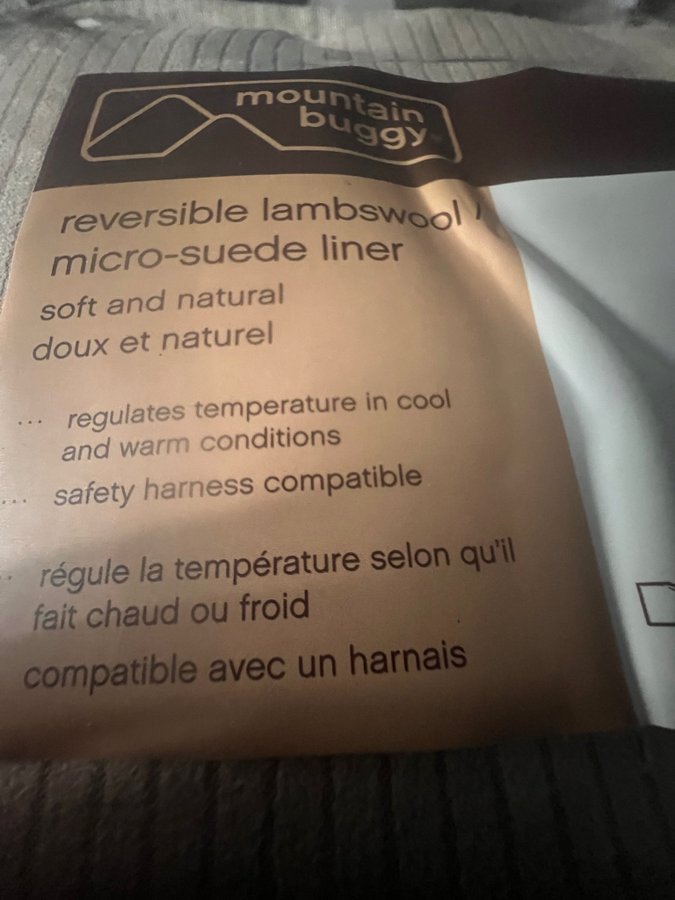 mountain
buggy
reversible lambswool /
micro-suede liner
soft and natural
doux et naturel
... regulates temperature in cool
and warm conditions
... safety harness compatible
.. régule la température selon qu'il
fait chaud ou froid
compatible avec un harnais